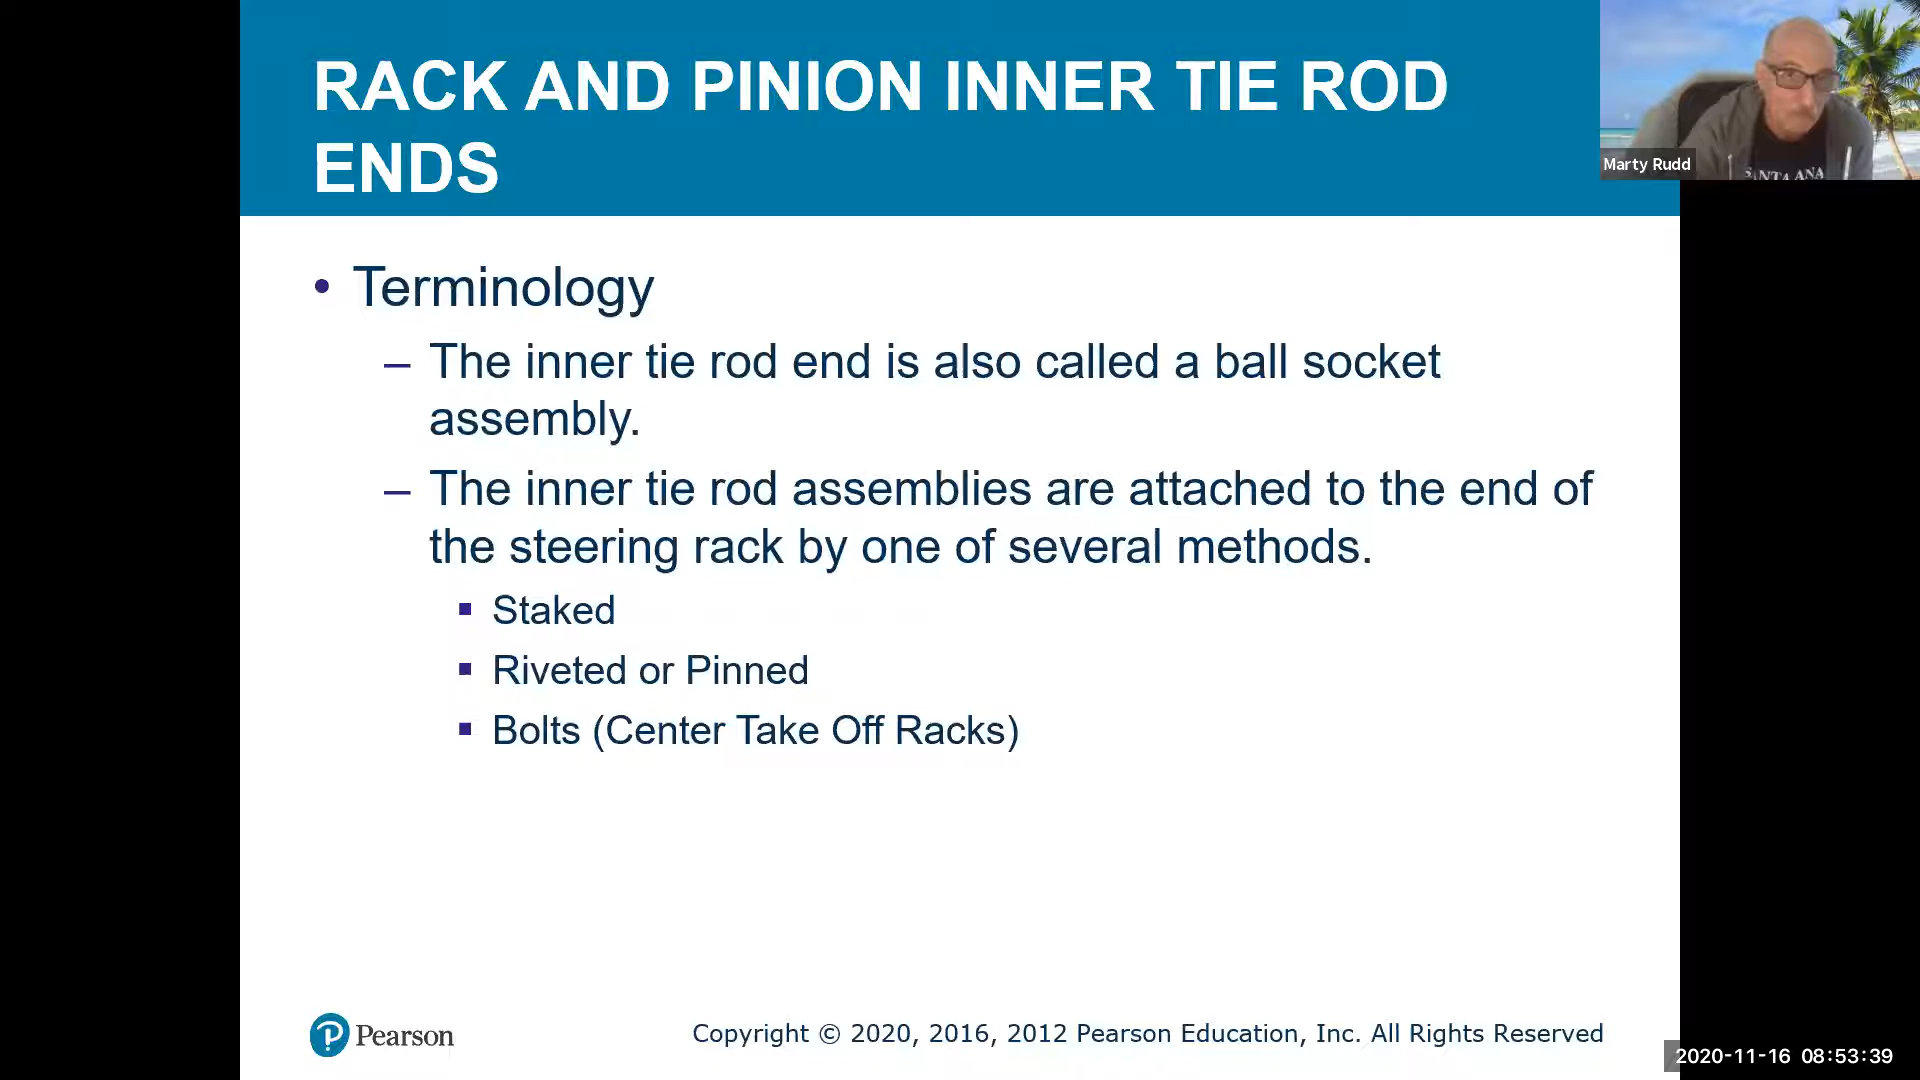 RACK AND PINION INNER TIE ROD
ENDS
Marty Rudd
SANTA ANA
• Terminology
– The inner tie rod end is also called a ball socket
assembly.
– The inner tie rod assemblies are attached to the end of
the steering rack by one of several methods.
▪ Staked
▪ Riveted or Pinned
▪ Bolts (Center Take Off Racks)
Pearson
Copyright © 2020, 2016, 2012 Pearson Education, Inc. All Rights Reserved
2020-11-16 08:53:39